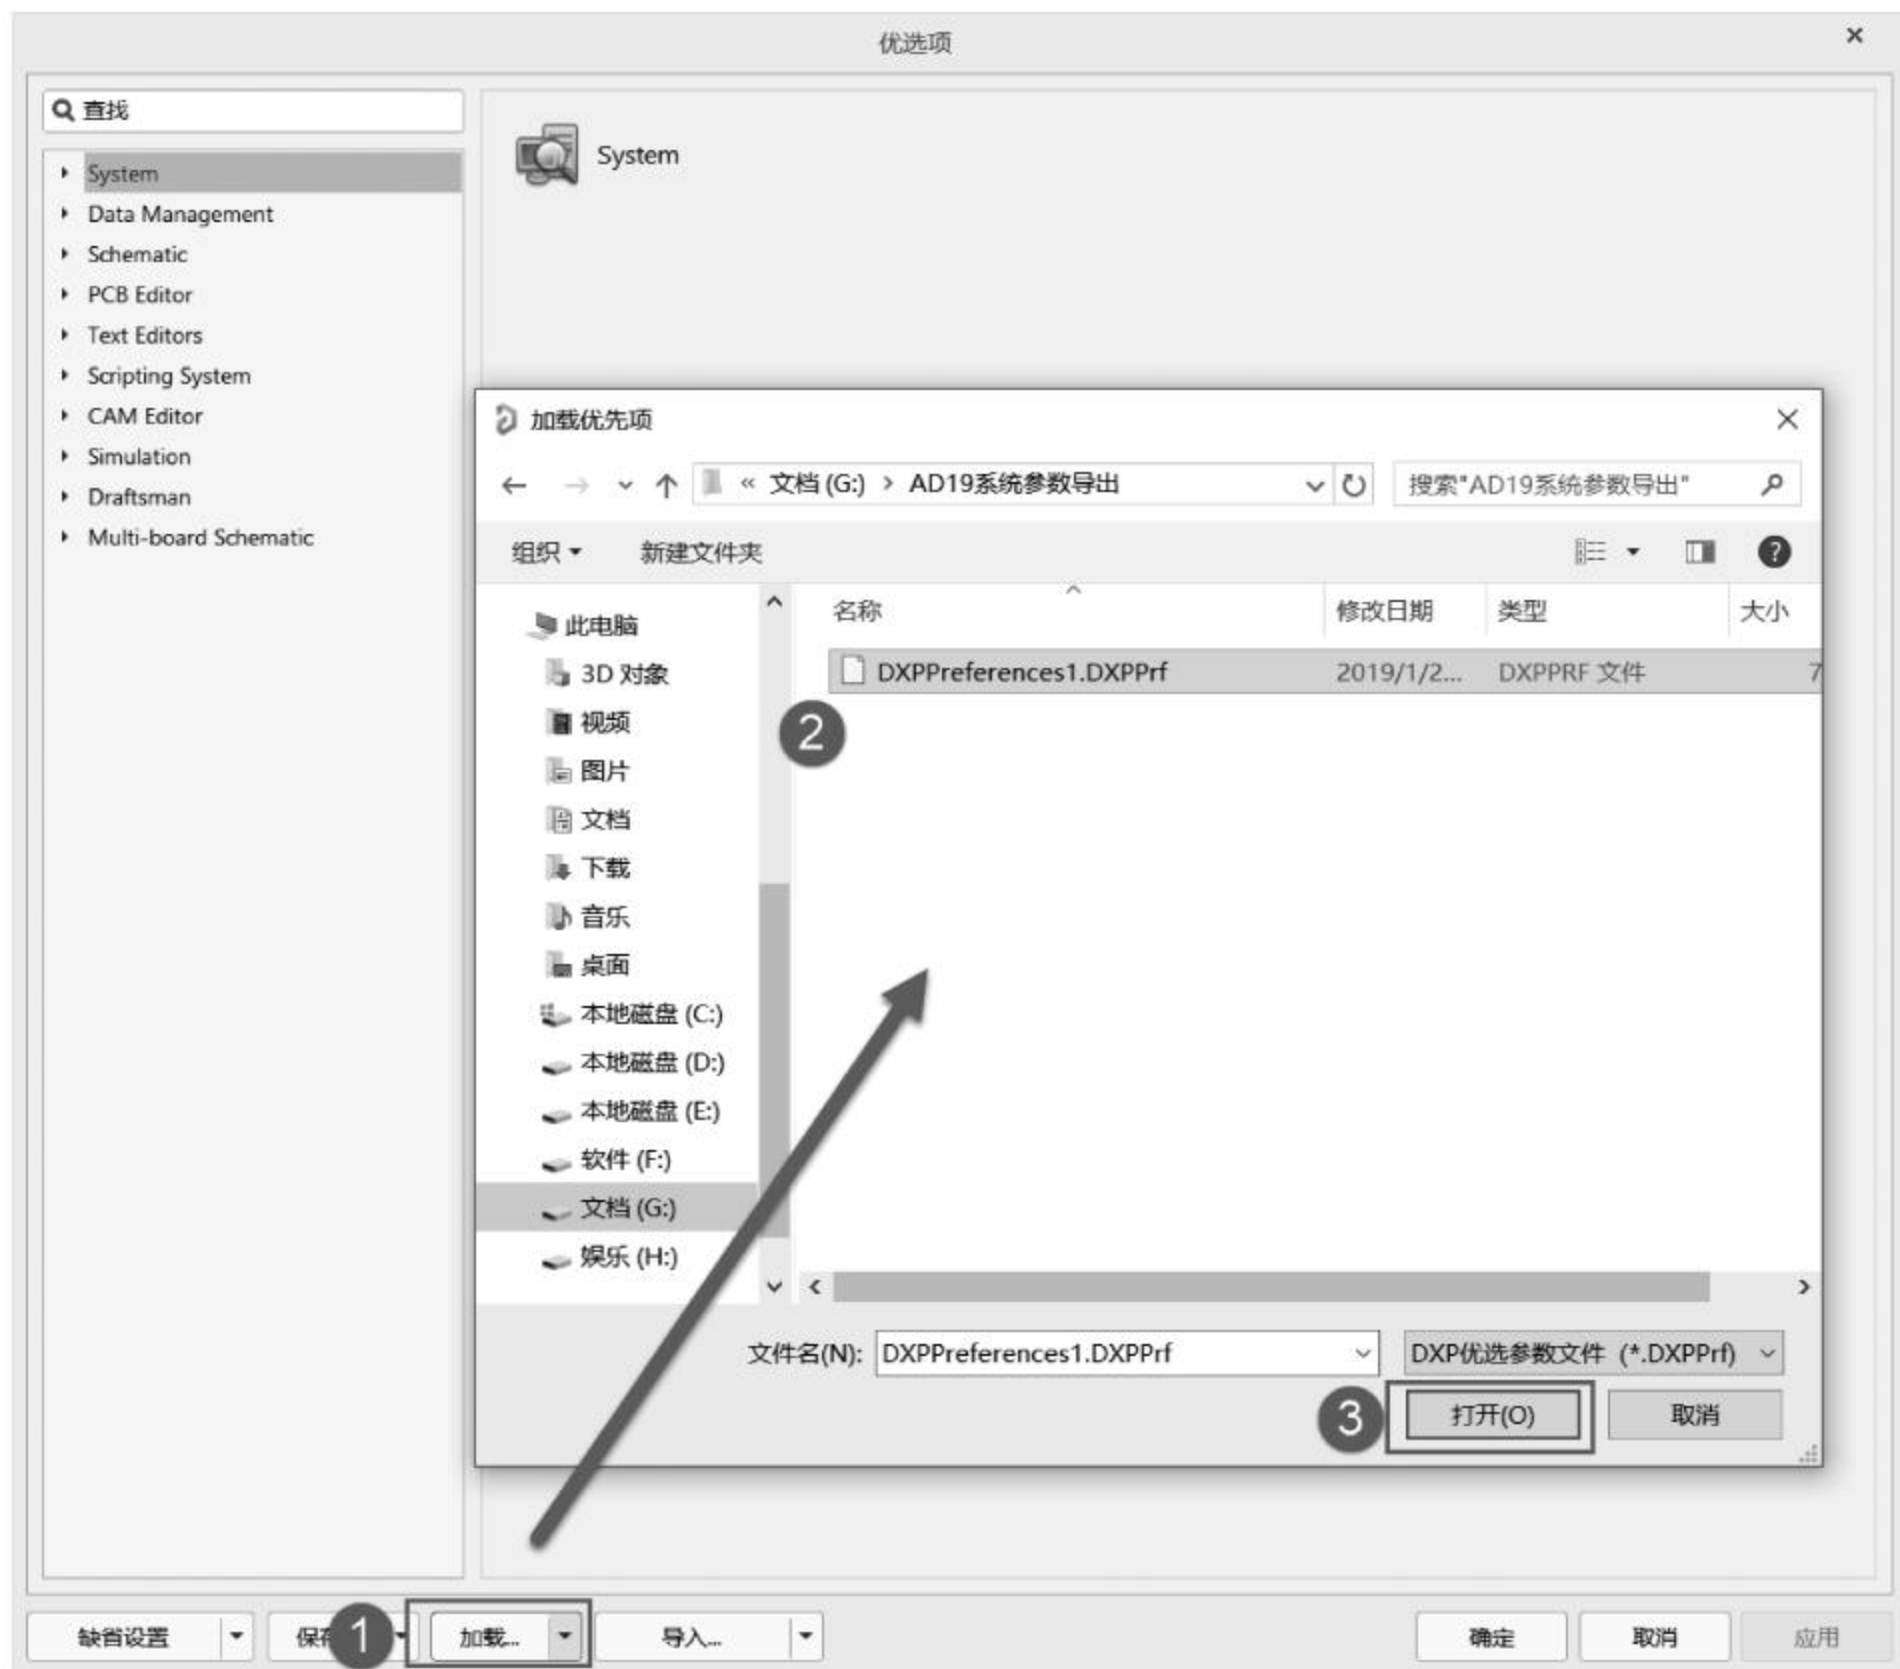 优选项
查找
System
Data Management
Schematic
PCB Editor
Text Editors
Scripting System
CAM Editor
Simulation
Draftsman
Multi-board Schematic
System
加载优先项
« 文档 (G:) › AD19系统参数导出
搜索"AD19系统参数导出"
组织
新建文件夹
名称 修改日期 类型 大小
DXPPreferences1.DXPPrf 2019/1/2... DXPPRF 文件 7
此电脑
3D 对象
视频
图片
文档
下载
音乐
桌面
本地磁盘 (C:)
本地磁盘 (D:)
本地磁盘 (E:)
软件 (F:)
文档 (G:)
娱乐 (H:)
2
文件名(N): DXPPreferences1.DXPPrf DXP优选参数文件 (*.DXPPrf)
3 打开(O) 取消
缺省设置 保存 1 加载... 导入... 确定 取消 应用